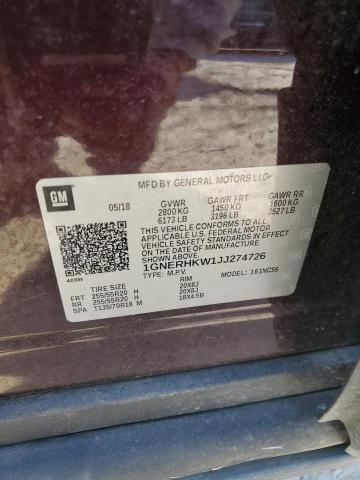 GM
MFD BY GENERAL MOTORS LLC
05/18 GVWR GAWR FRT GAWR RR
2800 KG 1450 KG 1600 KG
6173 LB 3196 LB 3527 LB
THIS VEHICLE CONFORMS TO ALL
APPLICABLE U.S. FEDERAL MOTOR
VEHICLE SAFETY STANDARDS IN EFFECT
ON THE DATE OF MANUFACTURE
1GNERHKW1JJ274726
TYPE: M.P.V. MODEL: 161NC56
TIRE SIZE RIM
FRT 255/55R20 H 20X8J
RR 255/55R20 H 20X8J
SPA T135/70R18 M 18X4.5B